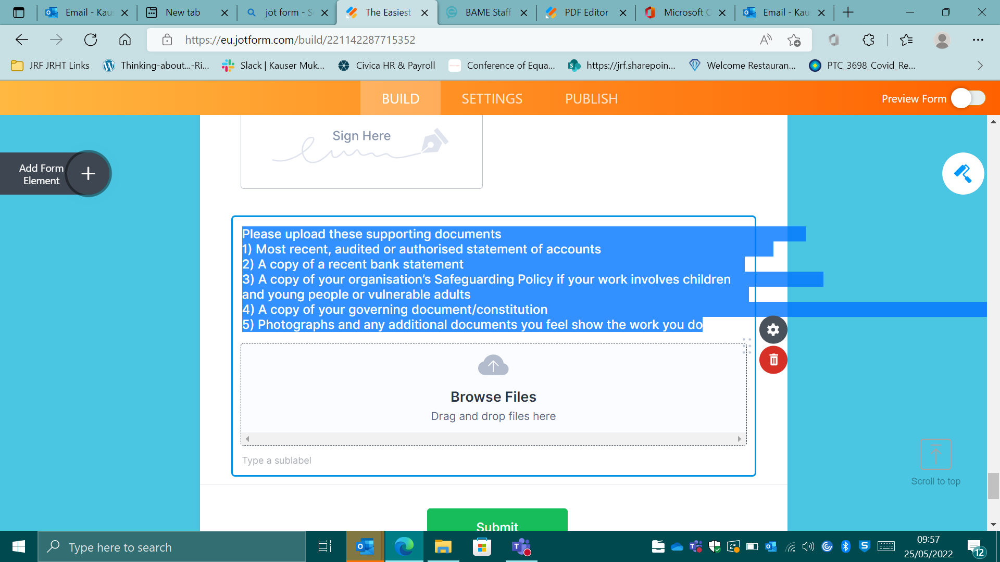 Email - Kau
New tab
jot form - S
The Easiest
BAME Staff
PDF Editor
Microsoft O
Email - Kau
https://eu.jotform.com/build/221142287715352
JRF JRHT Links
Thinking-about...-Ri...
Slack | Kauser Muk...
Civica HR & Payroll
Conference of Equa...
https://jrf.sharepoin...
Welcome Restauran...
PTC_3698_Covid_Re...
BUILD
SETTINGS
PUBLISH
Preview Form
Sign Here
Add Form
Element
Please upload these supporting documents
1) Most recent, audited or authorised statement of accounts
2) A copy of a recent bank statement
3) A copy of your organisation’s Safeguarding Policy if your work involves children
and young people or vulnerable adults
4) A copy of your governing document/constitution
5) Photographs and any additional documents you feel show the work you do
Browse Files
Drag and drop files here
Type a sublabel
Scroll to top
Submit
Type here to search
09:57
25/05/2022
12